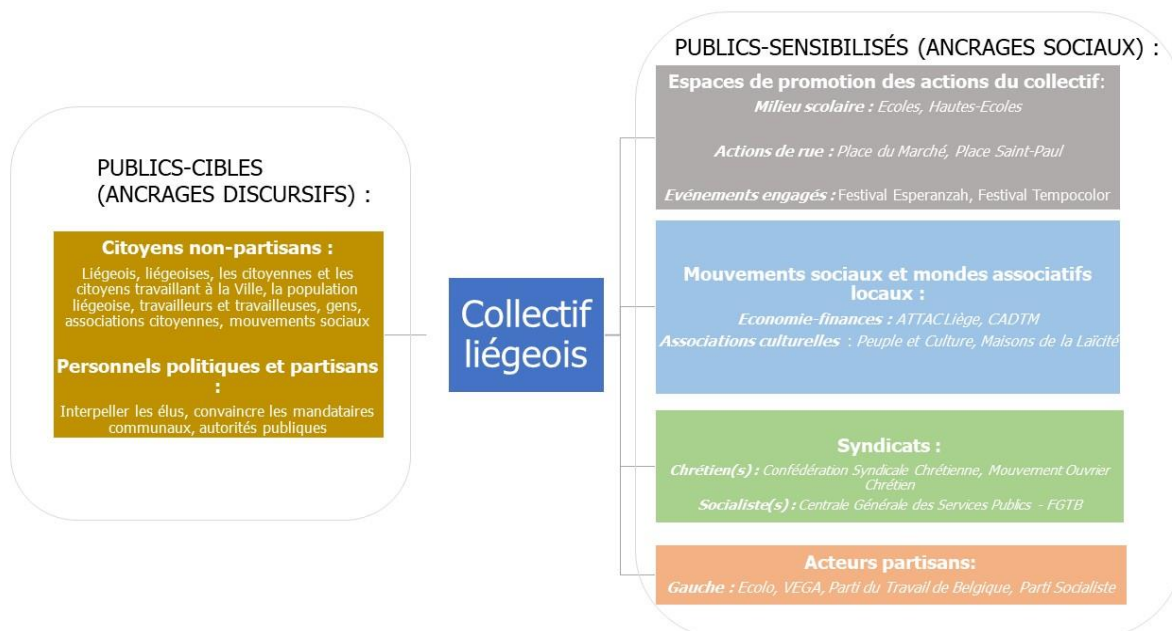 PUBLICS-CIBLES
(ANCRAGES DISCURSIFS) :
Citoyens non-partisans :
Liégeois, liégeoises, les citoyennes et les
citoyens travaillant à la Ville, la population
liégeoise, travailleurs et travailleuses, gens,
associations citoyennes, mouvements sociaux
Personnels politiques et partisans
:
Interpeller les élus, convaincre les mandataires
communaux, autorités publiques
Collectif
liégeois
PUBLICS-SENSIBILISÉS (ANCRAGES SOCIAUX) :
Espaces de promotion des actions du collectif:
Milieu scolaire : Ecoles, Hautes-Ecoles
Actions de rue : Place du Marché, Place Saint-Paul
Evénements engagés : Festival Esperanzah, Festival Tempocolor
Mouvements sociaux et mondes associatifs
locaux :
Economie-finances : ATTAC Liège, CADTM
Associations culturelles : Peuple et Culture, Maisons de la Laïcité
Syndicats :
Chrétien(s) : Confédération Syndicale Chrétienne, Mouvement Ouvrier
Chrétien
Socialiste(s) : Centrale Générale des Services Publics - FGTB
Acteurs partisans:
Gauche : Ecolo, VEGA, Parti du Travail de Belgique, Parti Socialiste